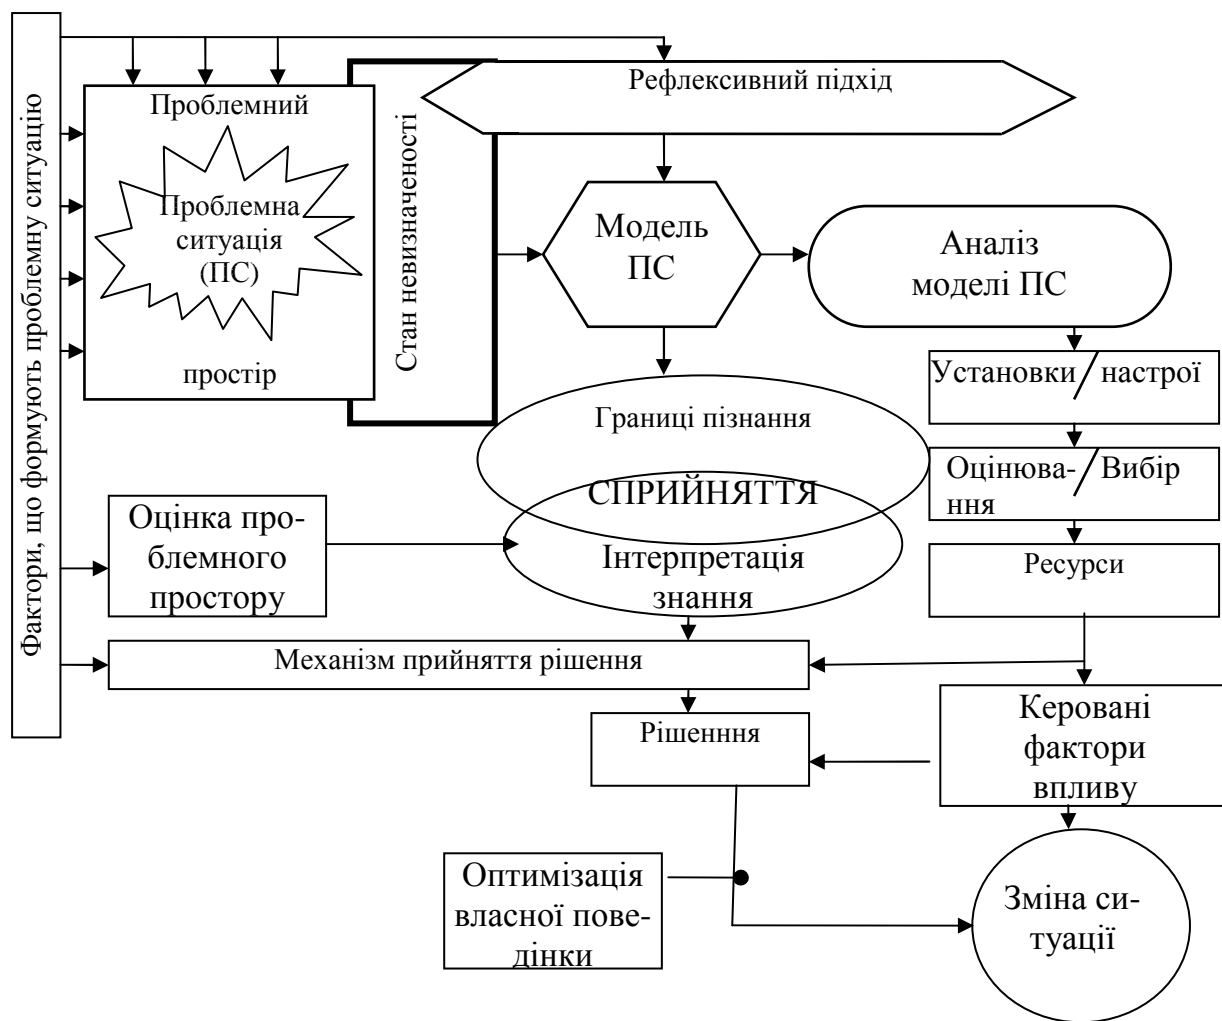 Фактори, що формують проблемну ситуацію
Проблемний
Проблемна
ситуація
(ПС)
простір
Стан невизначеності
Рефлексивний підхід
Модель
ПС
Аналіз
моделі ПС
Установки / настрої
Оцінюва- / Вибір
ння
Ресурси
Границі пізнання
СПРИЙНЯТТЯ
Інтерпретація
знання
Оцінка про-
блемного
простору
Механізм прийняття рішення
Рішенння
Керовані
фактори
впливу
Оптимізація
власної пове-
дінки
Зміна си-
туації